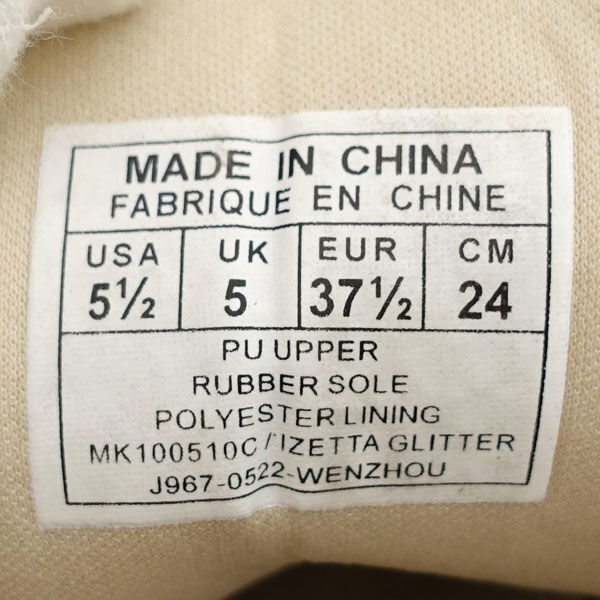 MADE IN CHINA
FABRIQUE EN CHINE
USA UK EUR CM
5½ 5 37½ 24
PU UPPER
RUBBER SOLE
POLYESTER LINING
MK100510C/IZETTA GLITTER
J967-0522-WENZHOU